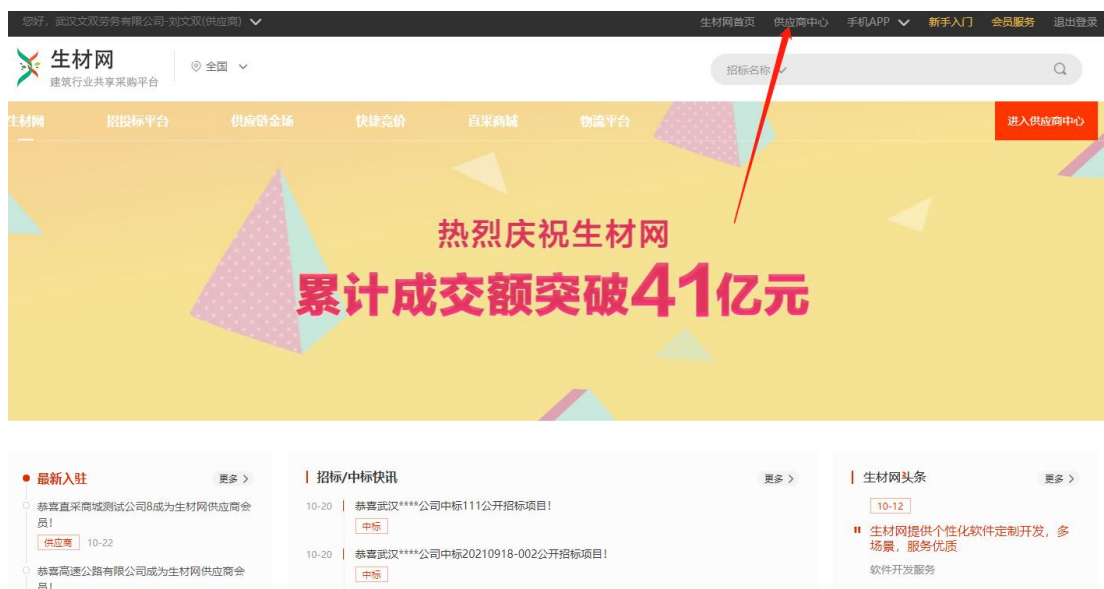 您好，武汉文双劳务有限公司-刘文双(供应商)
生材网首页 供应商中心 手机APP 新手入门 会员服务 退出登录
生材网
建筑行业共享采购平台
全国
招标名称
生材网 招投标平台 供应链金场 快捷竞价 直采商城 物流平台 进入供应商中心
热烈庆祝生材网
累计成交额突破41亿元
最新入驻 更多 >
恭喜直采商城测试公司8成为生材网供应商会
员！
供应商 10-22
恭喜高速公路有限公司成为生材网供应商会
员！
招标/中标快讯 更多 >
10-20 恭喜武汉****公司中标111公开招标项目！
中标
10-20 恭喜武汉****公司中标20210918-002公开招标项目！
中标
生材网头条 更多 >
10-12
生材网提供个性化软件定制开发，多
场景，服务优质
软件开发服务